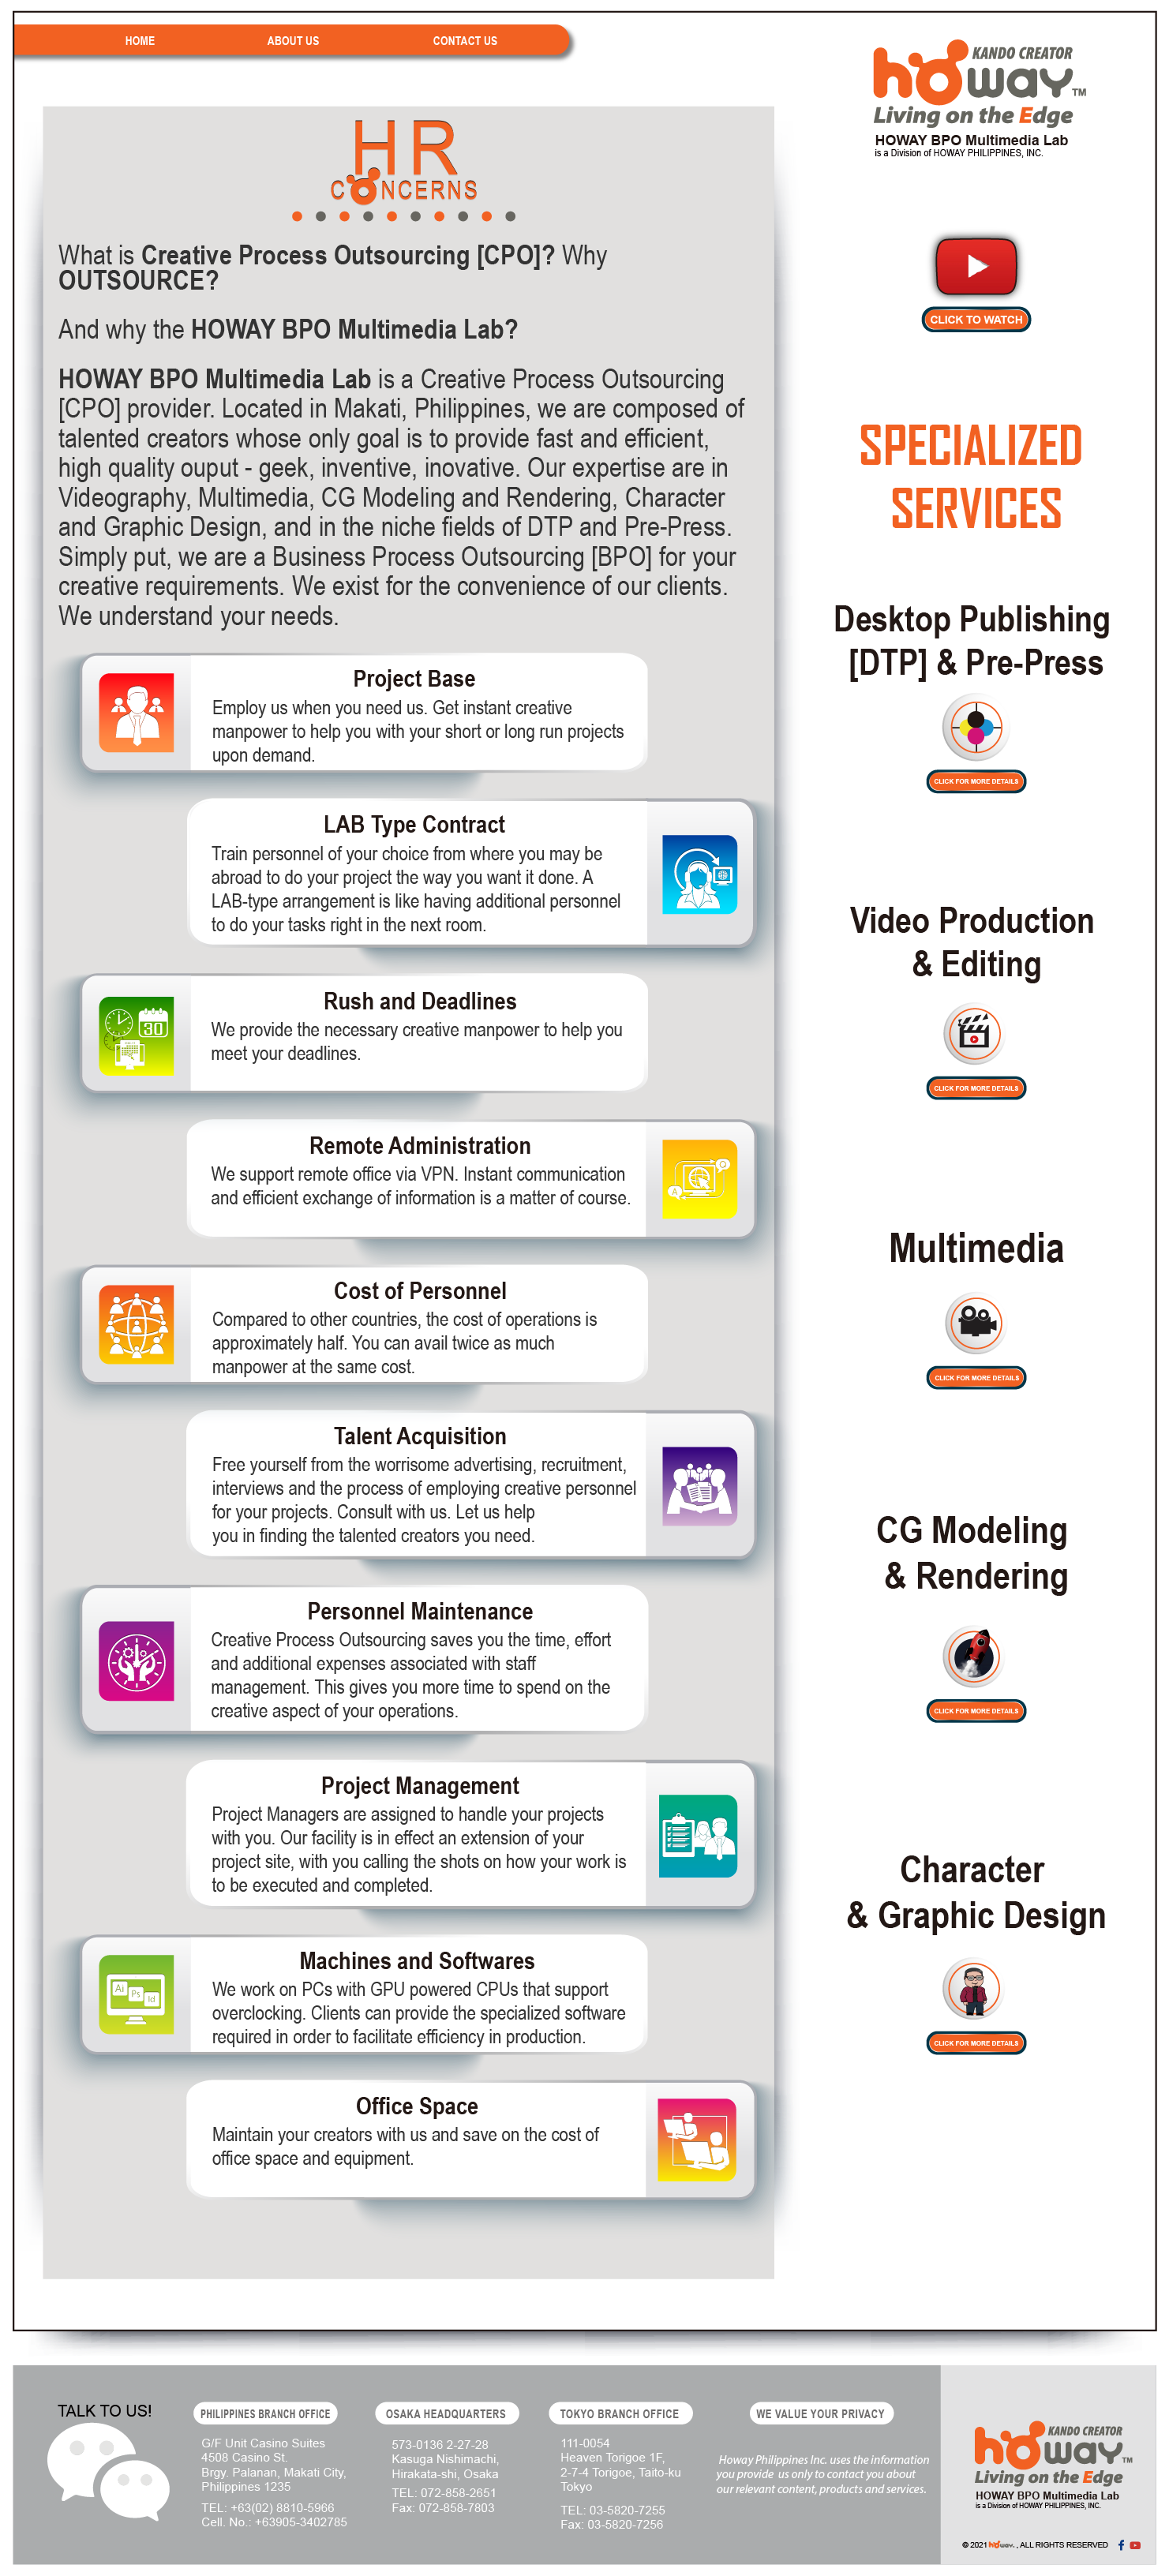 HOME ABOUT US CONTACT US
KANDO CREATOR
howay™
Living on the Edge
HOWAY BPO Multimedia Lab
is a Division of HOWAY PHILIPPINES, INC.
HR
CONCERNS
What is Creative Process Outsourcing [CPO]? Why
OUTSOURCE?
And why the HOWAY BPO Multimedia Lab?
HOWAY BPO Multimedia Lab is a Creative Process Outsourcing
[CPO] provider. Located in Makati, Philippines, we are composed of
talented creators whose only goal is to provide fast and efficient,
high quality ouput - geek, inventive, inovative. Our expertise are in
Videography, Multimedia, CG Modeling and Rendering, Character
and Graphic Design, and in the niche fields of DTP and Pre-Press.
Simply put, we are a Business Process Outsourcing [BPO] for your
creative requirements. We exist for the convenience of our clients.
We understand your needs.
Project Base
Employ us when you need us. Get instant creative
manpower to help you with your short or long run projects
upon demand.
LAB Type Contract
Train personnel of your choice from where you may be
abroad to do your project the way you want it done. A
LAB-type arrangement is like having additional personnel
to do your tasks right in the next room.
30
Rush and Deadlines
We provide the necessary creative manpower to help you
meet your deadlines.
Remote Administration
We support remote office via VPN. Instant communication
and efficient exchange of information is a matter of course.
Q
A
Cost of Personnel
Compared to other countries, the cost of operations is
approximately half. You can avail twice as much
manpower at the same cost.
Talent Acquisition
Free yourself from the worrisome advertising, recruitment,
interviews and the process of employing creative personnel
for your projects. Consult with us. Let us help
you in finding the talented creators you need.
Personnel Maintenance
Creative Process Outsourcing saves you the time, effort
and additional expenses associated with staff
management. This gives you more time to spend on the
creative aspect of your operations.
Project Management
Project Managers are assigned to handle your projects
with you. Our facility is in effect an extension of your
project site, with you calling the shots on how your work is
to be executed and completed.
Ai Ps Id
Machines and Softwares
We work on PCs with GPU powered CPUs that support
overclocking. Clients can provide the specialized software
required in order to facilitate efficiency in production.
Office Space
Maintain your creators with us and save on the cost of
office space and equipment.
CLICK TO WATCH
SPECIALIZED
SERVICES
Desktop Publishing
[DTP] & Pre-Press
CLICK FOR MORE DETAILS
Video Production
& Editing
CLICK FOR MORE DETAILS
Multimedia
CLICK FOR MORE DETAILS
CG Modeling
& Rendering
CLICK FOR MORE DETAILS
Character
& Graphic Design
CLICK FOR MORE DETAILS
TALK TO US!
PHILIPPINES BRANCH OFFICE
G/F Unit Casino Suites
4508 Casino St.
Brgy. Palanan, Makati City,
Philippines 1235
TEL: +63(02) 8810-5966
Cell. No.: +63905-3402785
OSAKA HEADQUARTERS
573-0136 2-27-28
Kasuga Nishimachi,
Hirakata-shi, Osaka
TEL: 072-858-2651
Fax: 072-858-7803
TOKYO BRANCH OFFICE
111-0054
Heaven Torigoe 1F,
2-7-4 Torigoe, Taito-ku
Tokyo
TEL: 03-5820-7255
Fax: 03-5820-7256
WE VALUE YOUR PRIVACY
Howay Philippines Inc. uses the information
you provide us only to contact you about
our relevant content, products and services.
KANDO CREATOR
howay™
Living on the Edge
HOWAY BPO Multimedia Lab
is a Division of HOWAY PHILIPPINES, INC.
© 2021 howay. , ALL RIGHTS RESERVED f